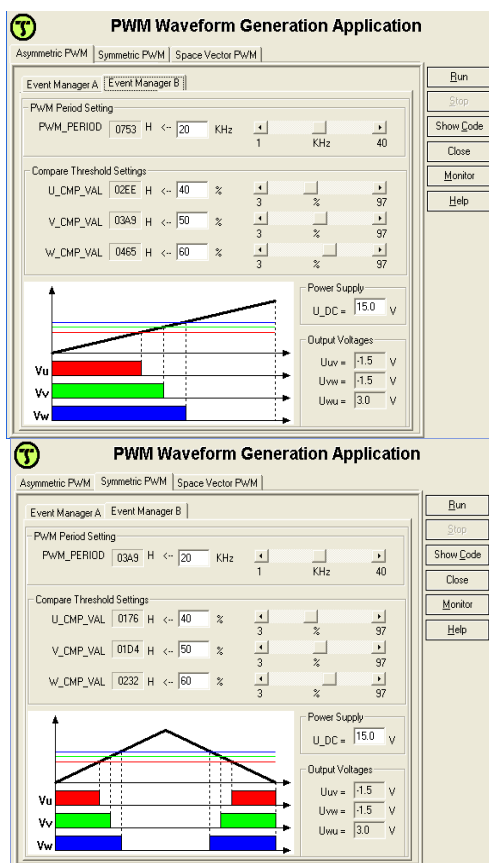 PWM Waveform Generation Application
Asymmetric PWM Symmetric PWM Space Vector PWM
Event Manager A Event Manager B
PWM Period Setting
PWM_PERIOD 0753 H <-- 20 KHz
1 KHz 40
Compare Threshold Settings
U_CMP_VAL 02EE H <-- 40 %
3 % 97
V_CMP_VAL 03A9 H <-- 50 %
3 % 97
W_CMP_VAL 0465 H <-- 60 %
3 % 97
Power Supply
U_DC = 15.0 V
Output Voltages
Uuv = -1.5 V
Uvw = -1.5 V
Uwu = 3.0 V
Vu
Vv
Vw
Run
Stop
Show Code
Close
Monitor
Help
PWM Waveform Generation Application
Asymmetric PWM Symmetric PWM Space Vector PWM
Event Manager A Event Manager B
PWM Period Setting
PWM_PERIOD 03A9 H <-- 20 KHz
1 KHz 40
Compare Threshold Settings
U_CMP_VAL 0176 H <-- 40 %
3 % 97
V_CMP_VAL 01D4 H <-- 50 %
3 % 97
W_CMP_VAL 0232 H <-- 60 %
3 % 97
Power Supply
U_DC = 15.0 V
Output Voltages
Uuv = -1.5 V
Uvw = -1.5 V
Uwu = 3.0 V
Vu
Vv
Vw
Run
Stop
Show Code
Close
Monitor
Help